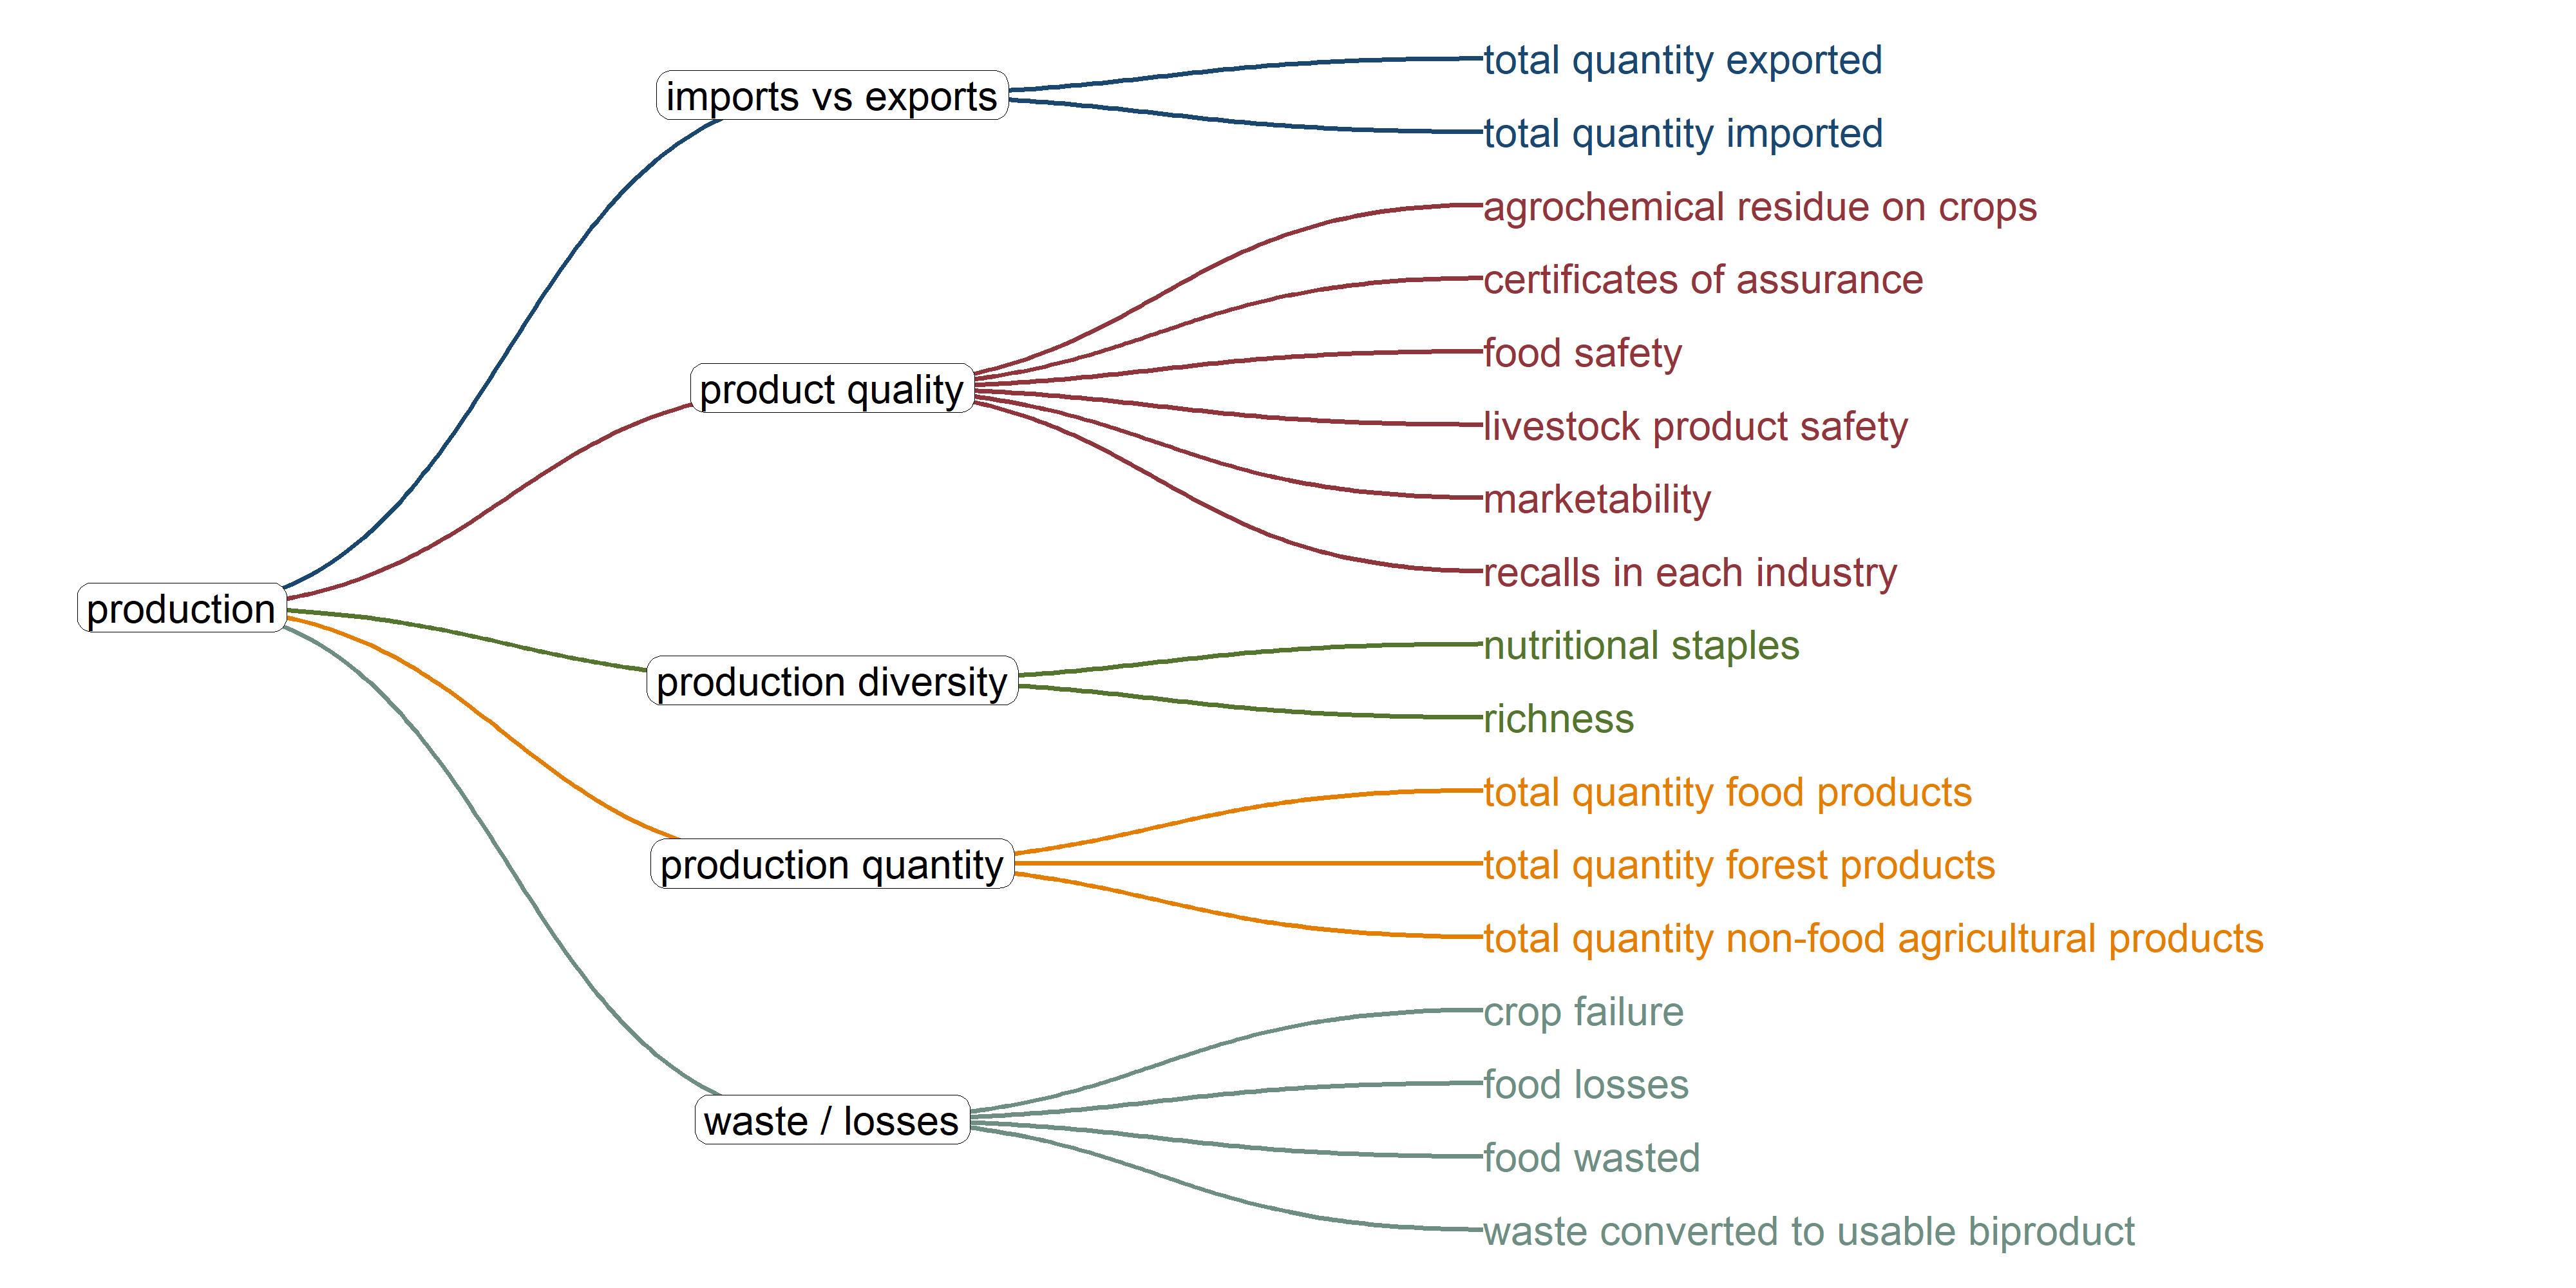 production
imports vs exports
total quantity exported
total quantity imported
product quality
agrochemical residue on crops
certificates of assurance
food safety
livestock product safety
marketability
recalls in each industry
production diversity
nutritional staples
richness
production quantity
total quantity food products
total quantity forest products
total quantity non-food agricultural products
waste / losses
crop failure
food losses
food wasted
waste converted to usable biproduct